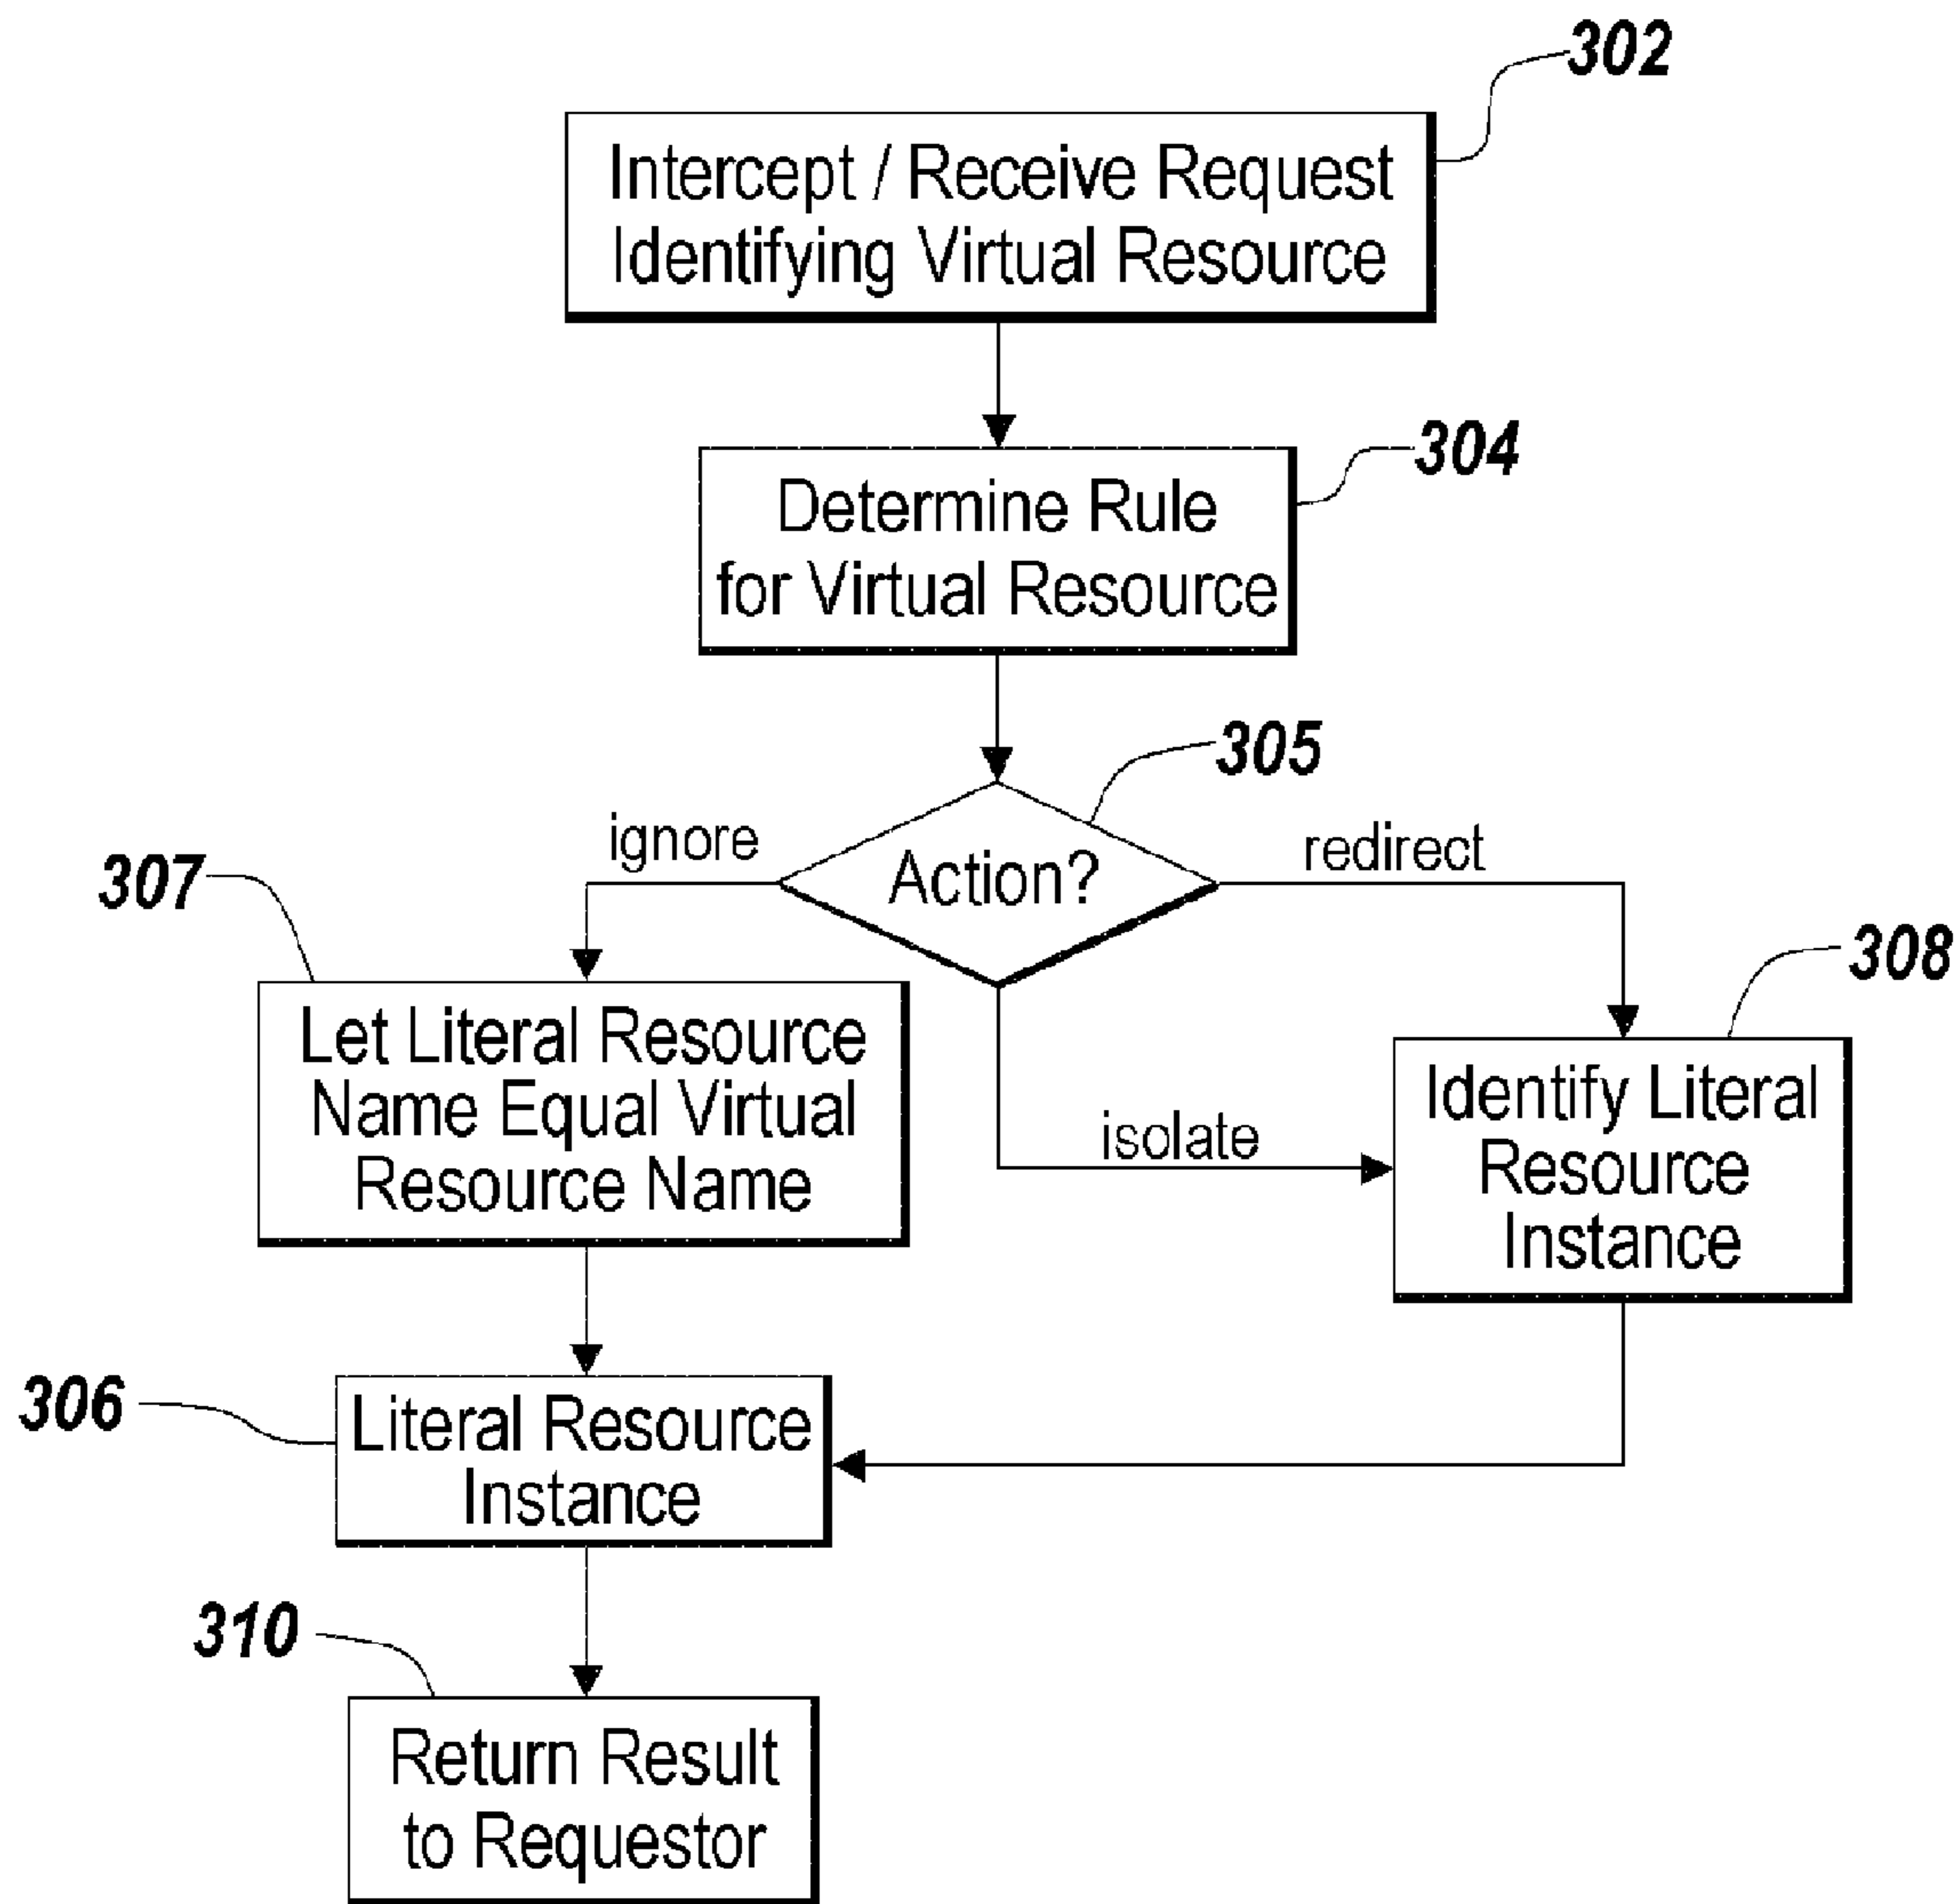 302
Intercept / Receive Request
Identifying Virtual Resource
304
Determine Rule
for Virtual Resource
305
ignore
redirect
Action?
307
308
Let Literal Resource
Name Equal Virtual
Resource Name
Identify Literal
Resource
Instance
isolate
306
Literal Resource
Instance
310
Return Result
to Requestor